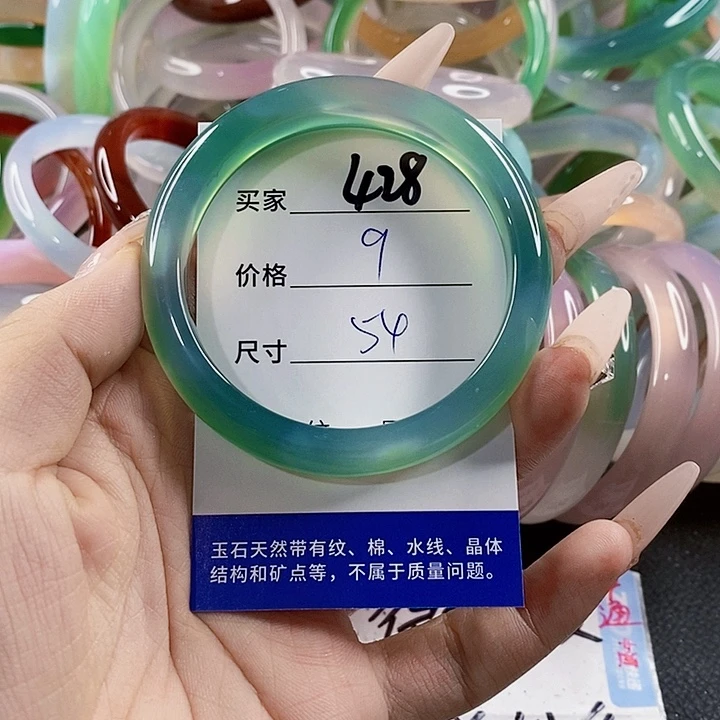 买家 428
价格 9
尺寸 54
玉石天然带有纹、棉、水线、晶体
结构和矿点等，不属于质量问题。
通